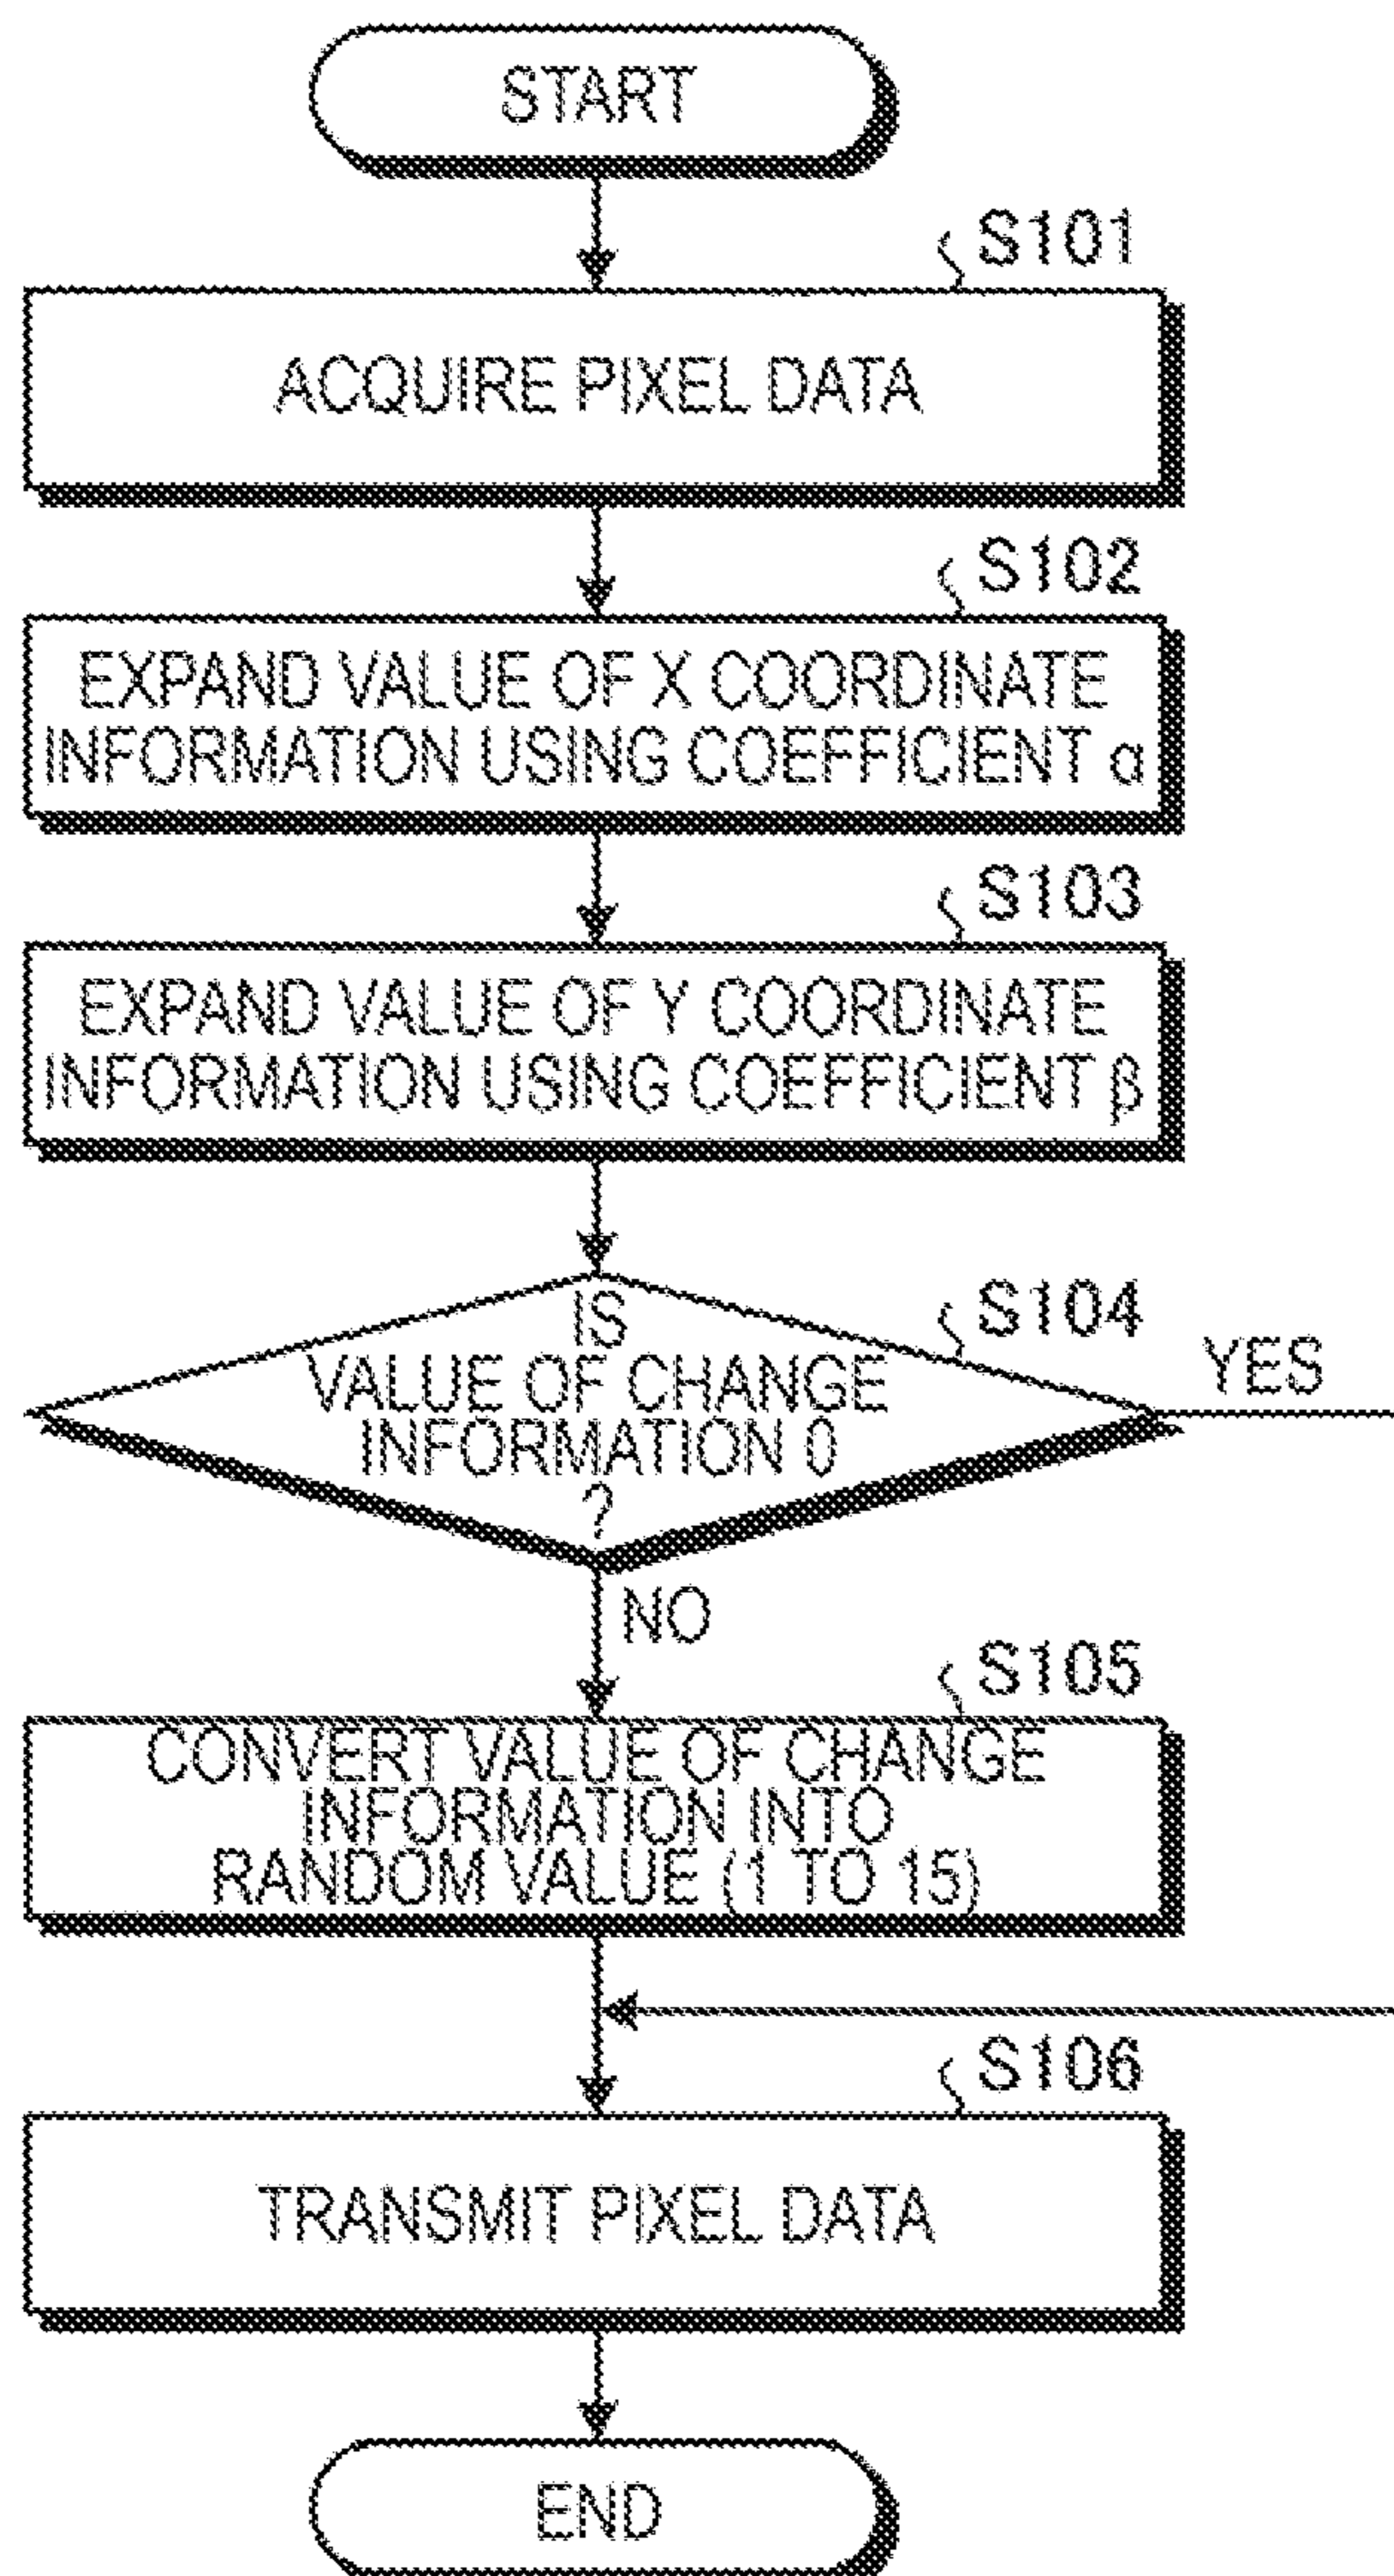 START
S101
ACQUIRE PIXEL DATA
S102
EXPAND VALUE OF X COORDINATE
INFORMATION USING COEFFICIENT α
S103
EXPAND VALUE OF Y COORDINATE
INFORMATION USING COEFFICIENT β
S104
IS
VALUE OF CHANGE
INFORMATION 0
?
YES
NO
S105
CONVERT VALUE OF CHANGE
INFORMATION INTO
RANDOM VALUE (1 TO 15)
S106
TRANSMIT PIXEL DATA
END